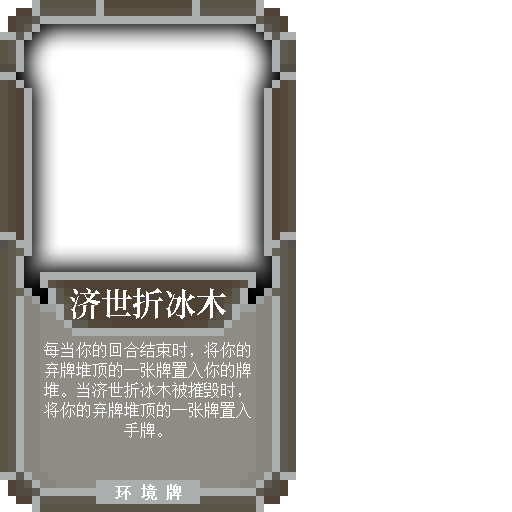 济世折冰木
每当你的回合结束时，将你的
弃牌堆顶的一张牌置入你的牌
堆。当济世折冰木被摧毁时，
将你的弃牌堆顶的一张牌置入
手牌。
环境牌